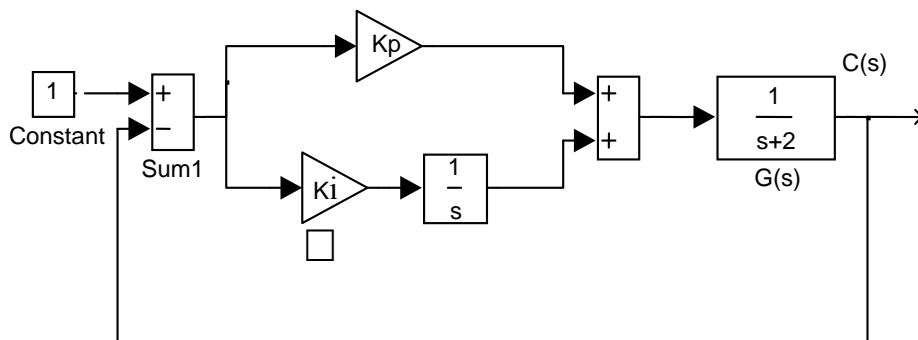 Kp
C(s)
1
+
−
Constant
Sum1
+
+
1
s+2
G(s)
Ki
1
s